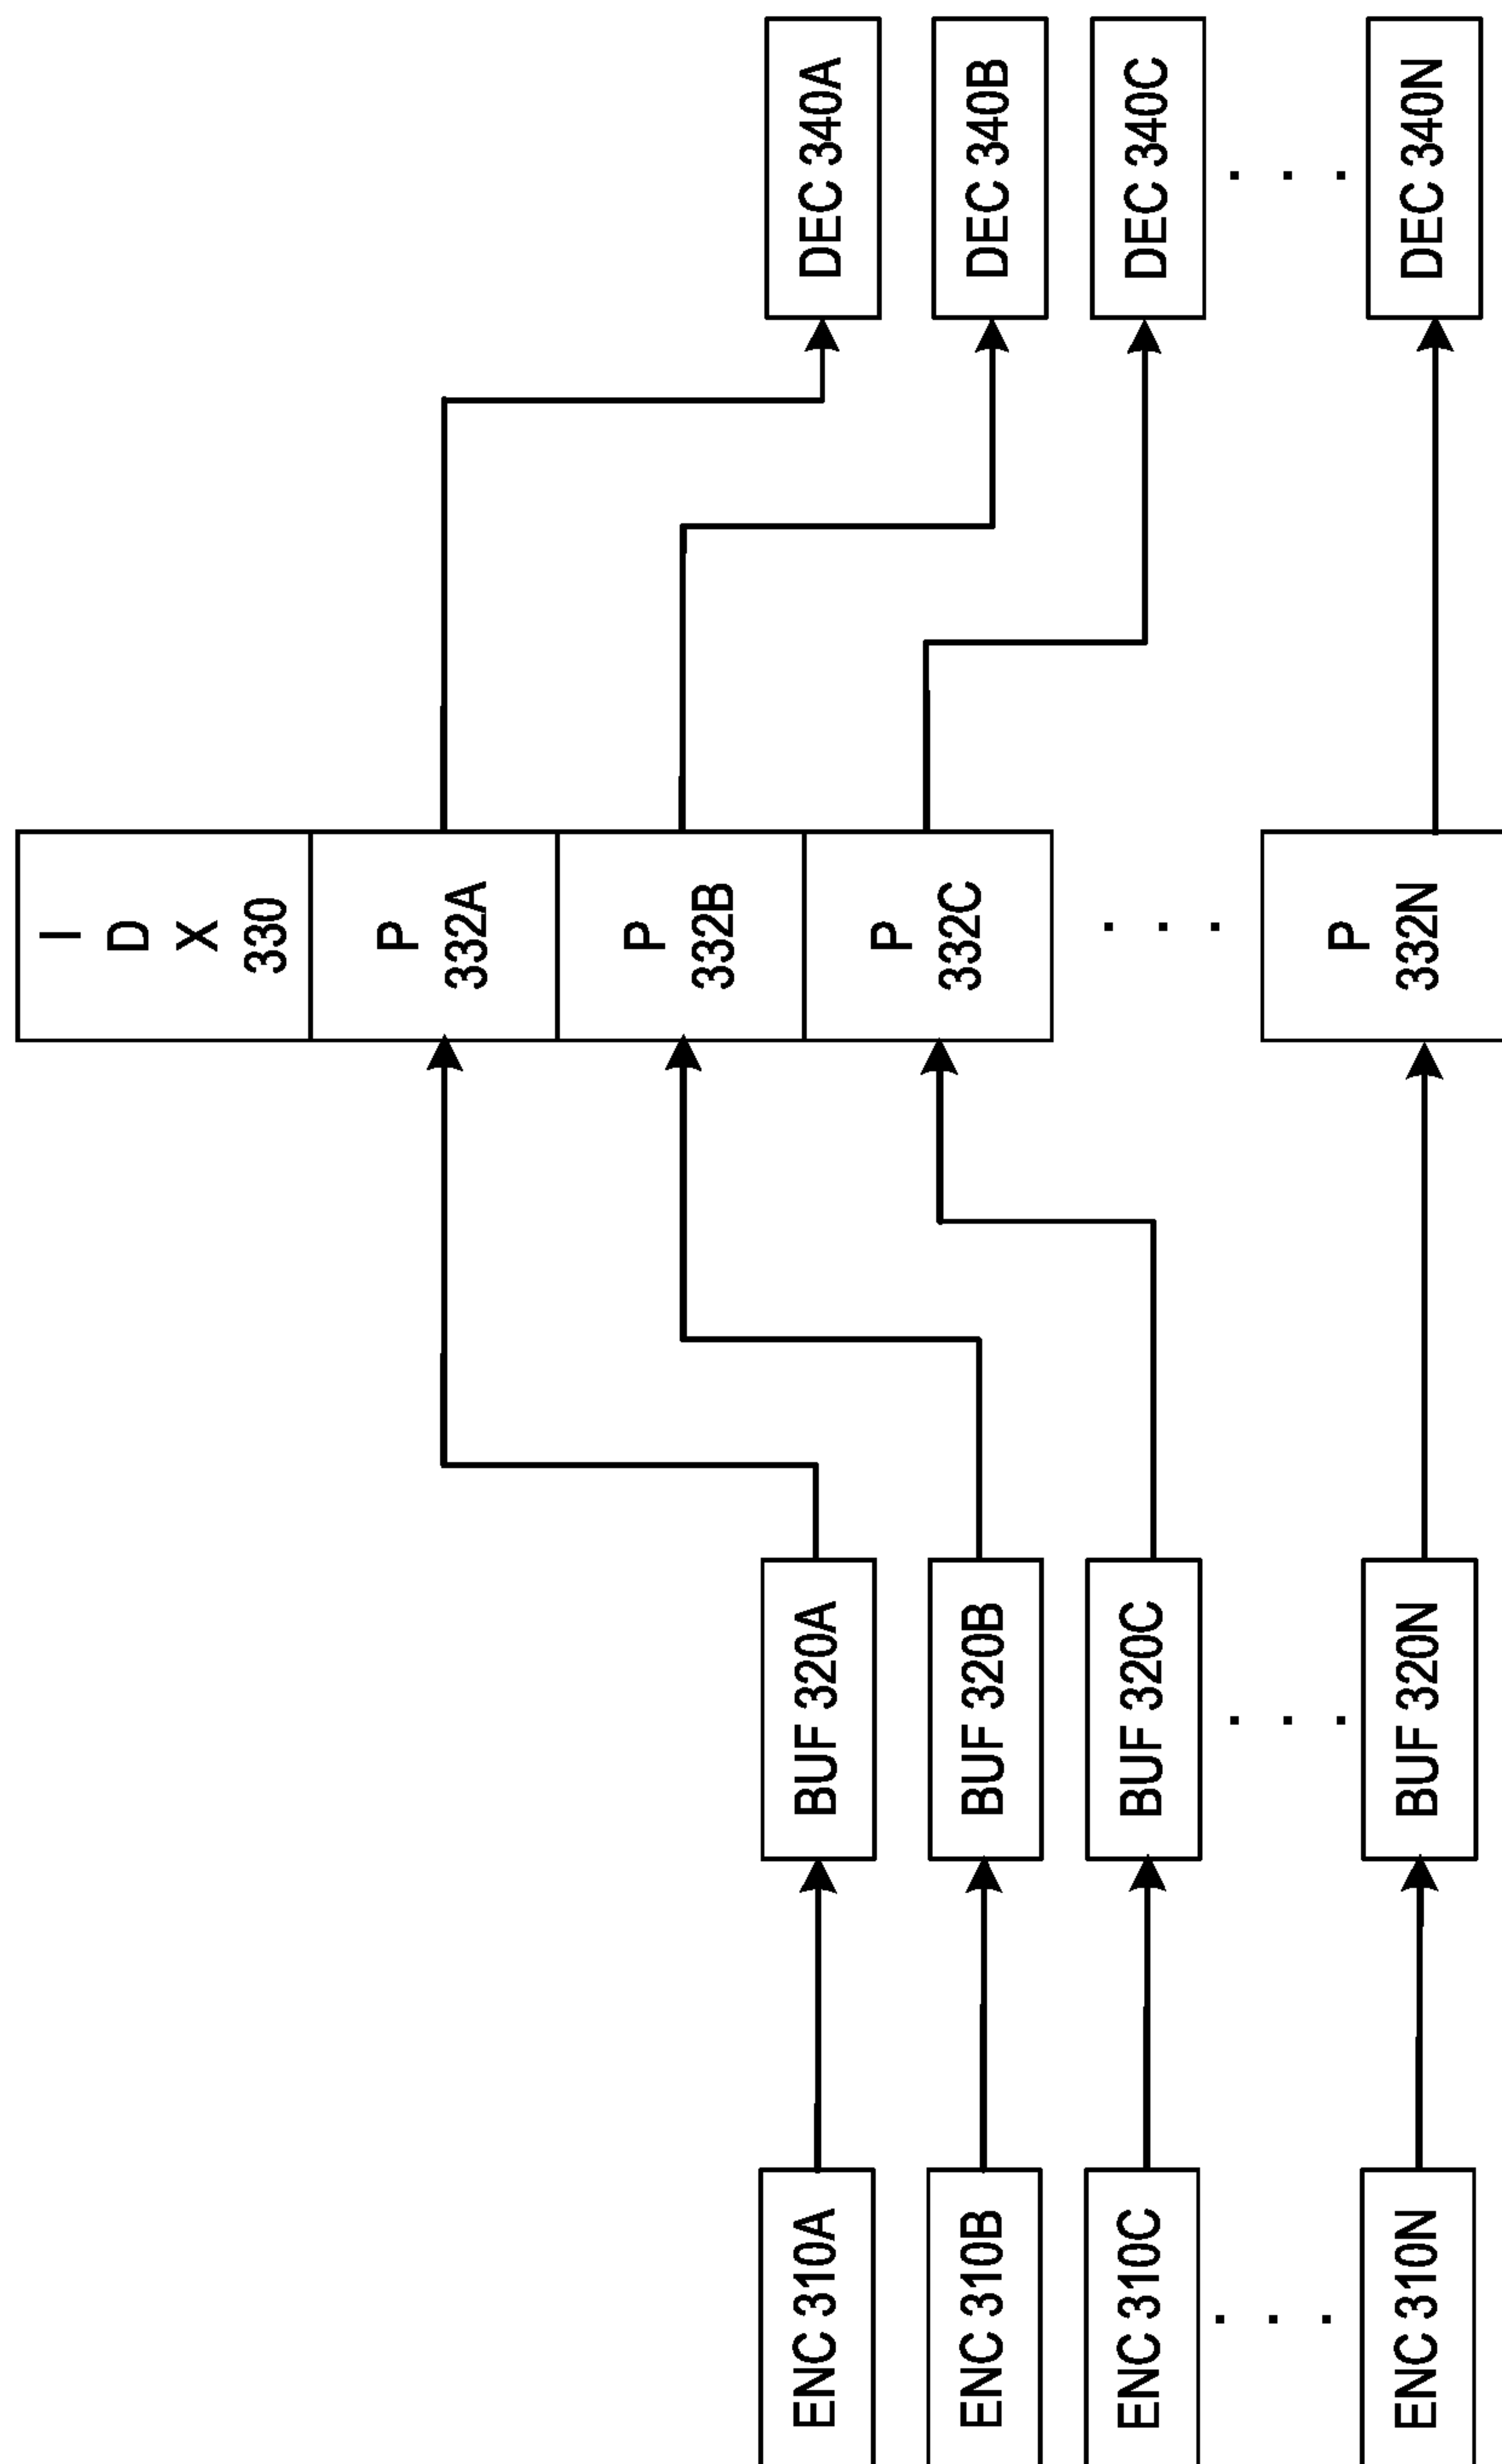 ENC 310A
ENC 310B
ENC 310C
. . .
ENC 310N
BUF 320A
BUF 320B
BUF 320C
. . .
BUF 320N
I
D
X
330
P
332A
P
332B
P
332C
. . .
P
332N
DEC 340A
DEC 340B
DEC 340C
. . .
DEC 340N